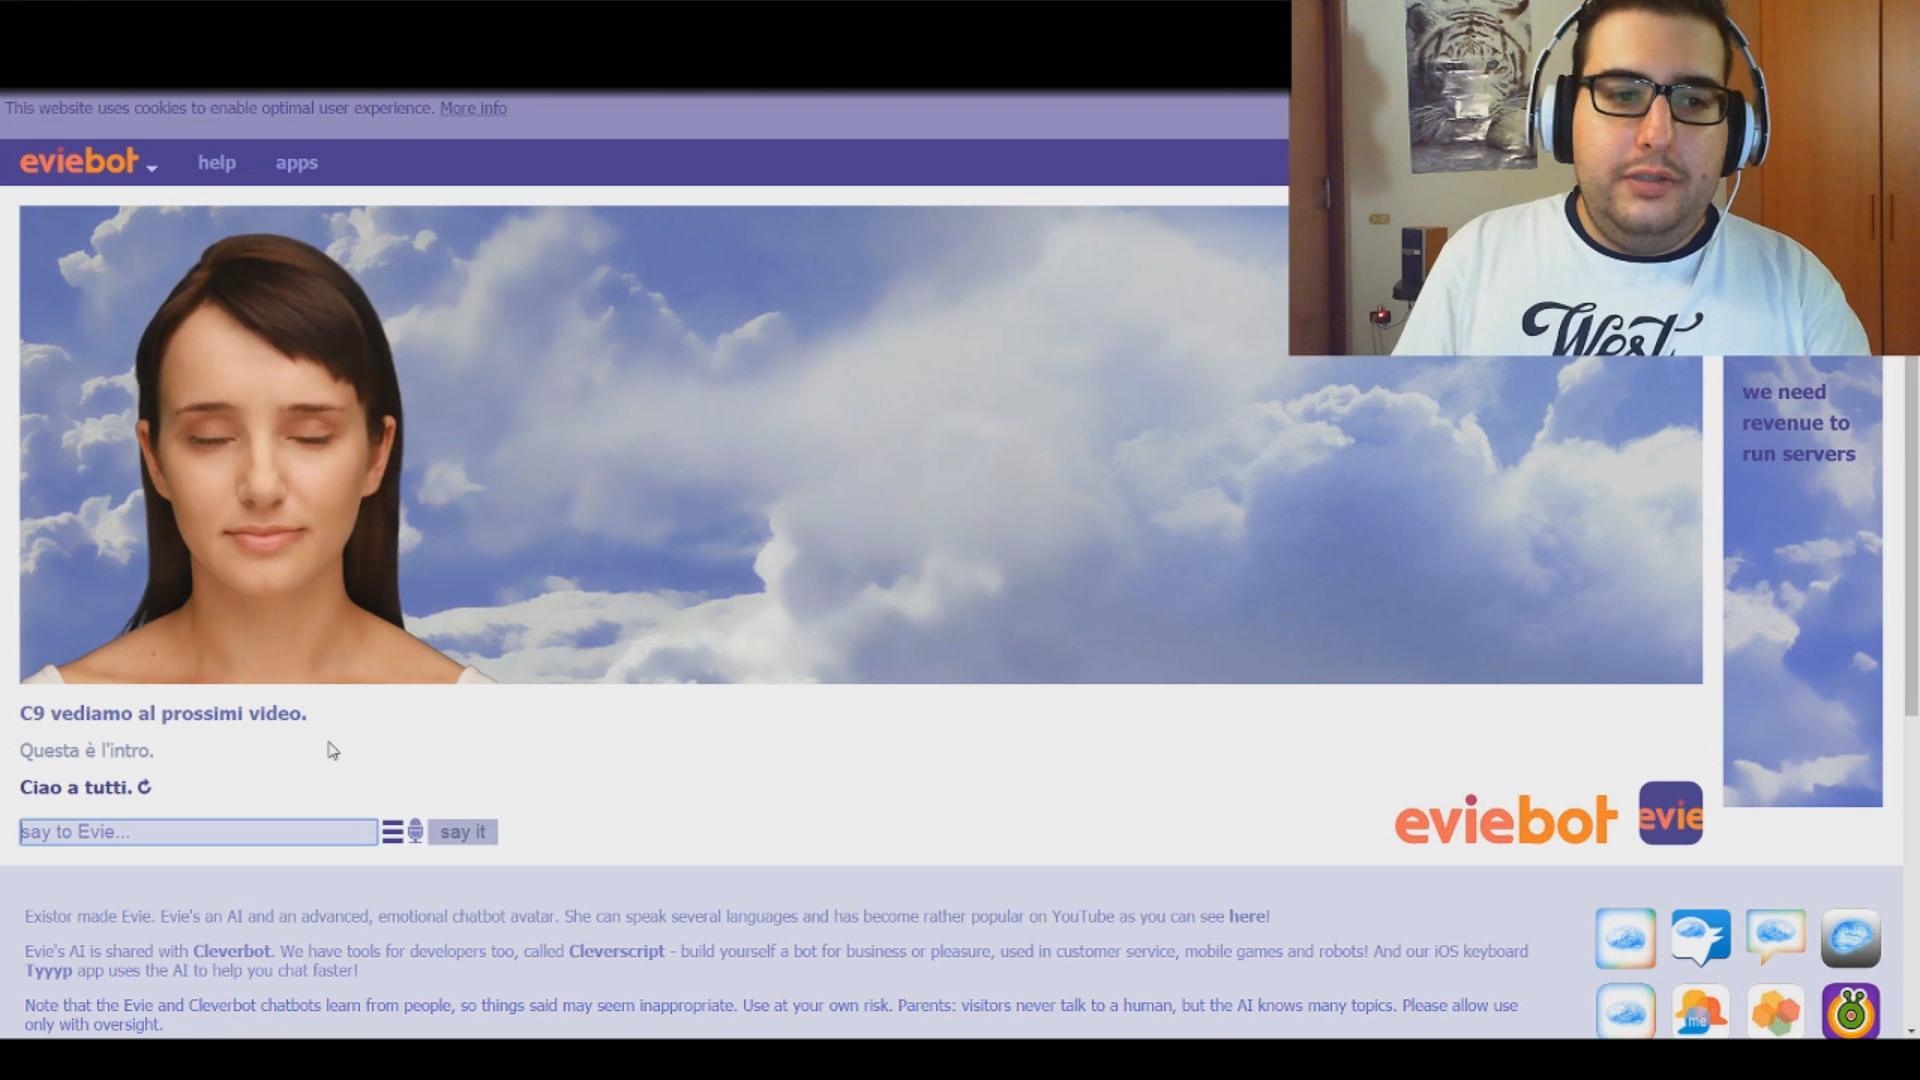 This website uses cookies to enable optimal user experience. More info
eviebot help apps
West
we need
revenue to
run servers
C9 vediamo al prossimi video.
Questa è l'intro.
Ciao a tutti.
say to Evie... say it
eviebot evie
Existor made Evie. Evie's an AI and an advanced, emotional chatbot avatar. She can speak several languages and has become rather popular on YouTube as you can see here!
Evie's AI is shared with Cleverbot. We have tools for developers too, called Cleverscript - build yourself a bot for business or pleasure, used in customer service, mobile games and robots! And our iOS keyboard
Tyyyp app uses the AI to help you chat faster!
Note that the Evie and Cleverbot chatbots learn from people, so things said may seem inappropriate. Use at your own risk. Parents: visitors never talk to a human, but the AI knows many topics. Please allow use
only with oversight.
me